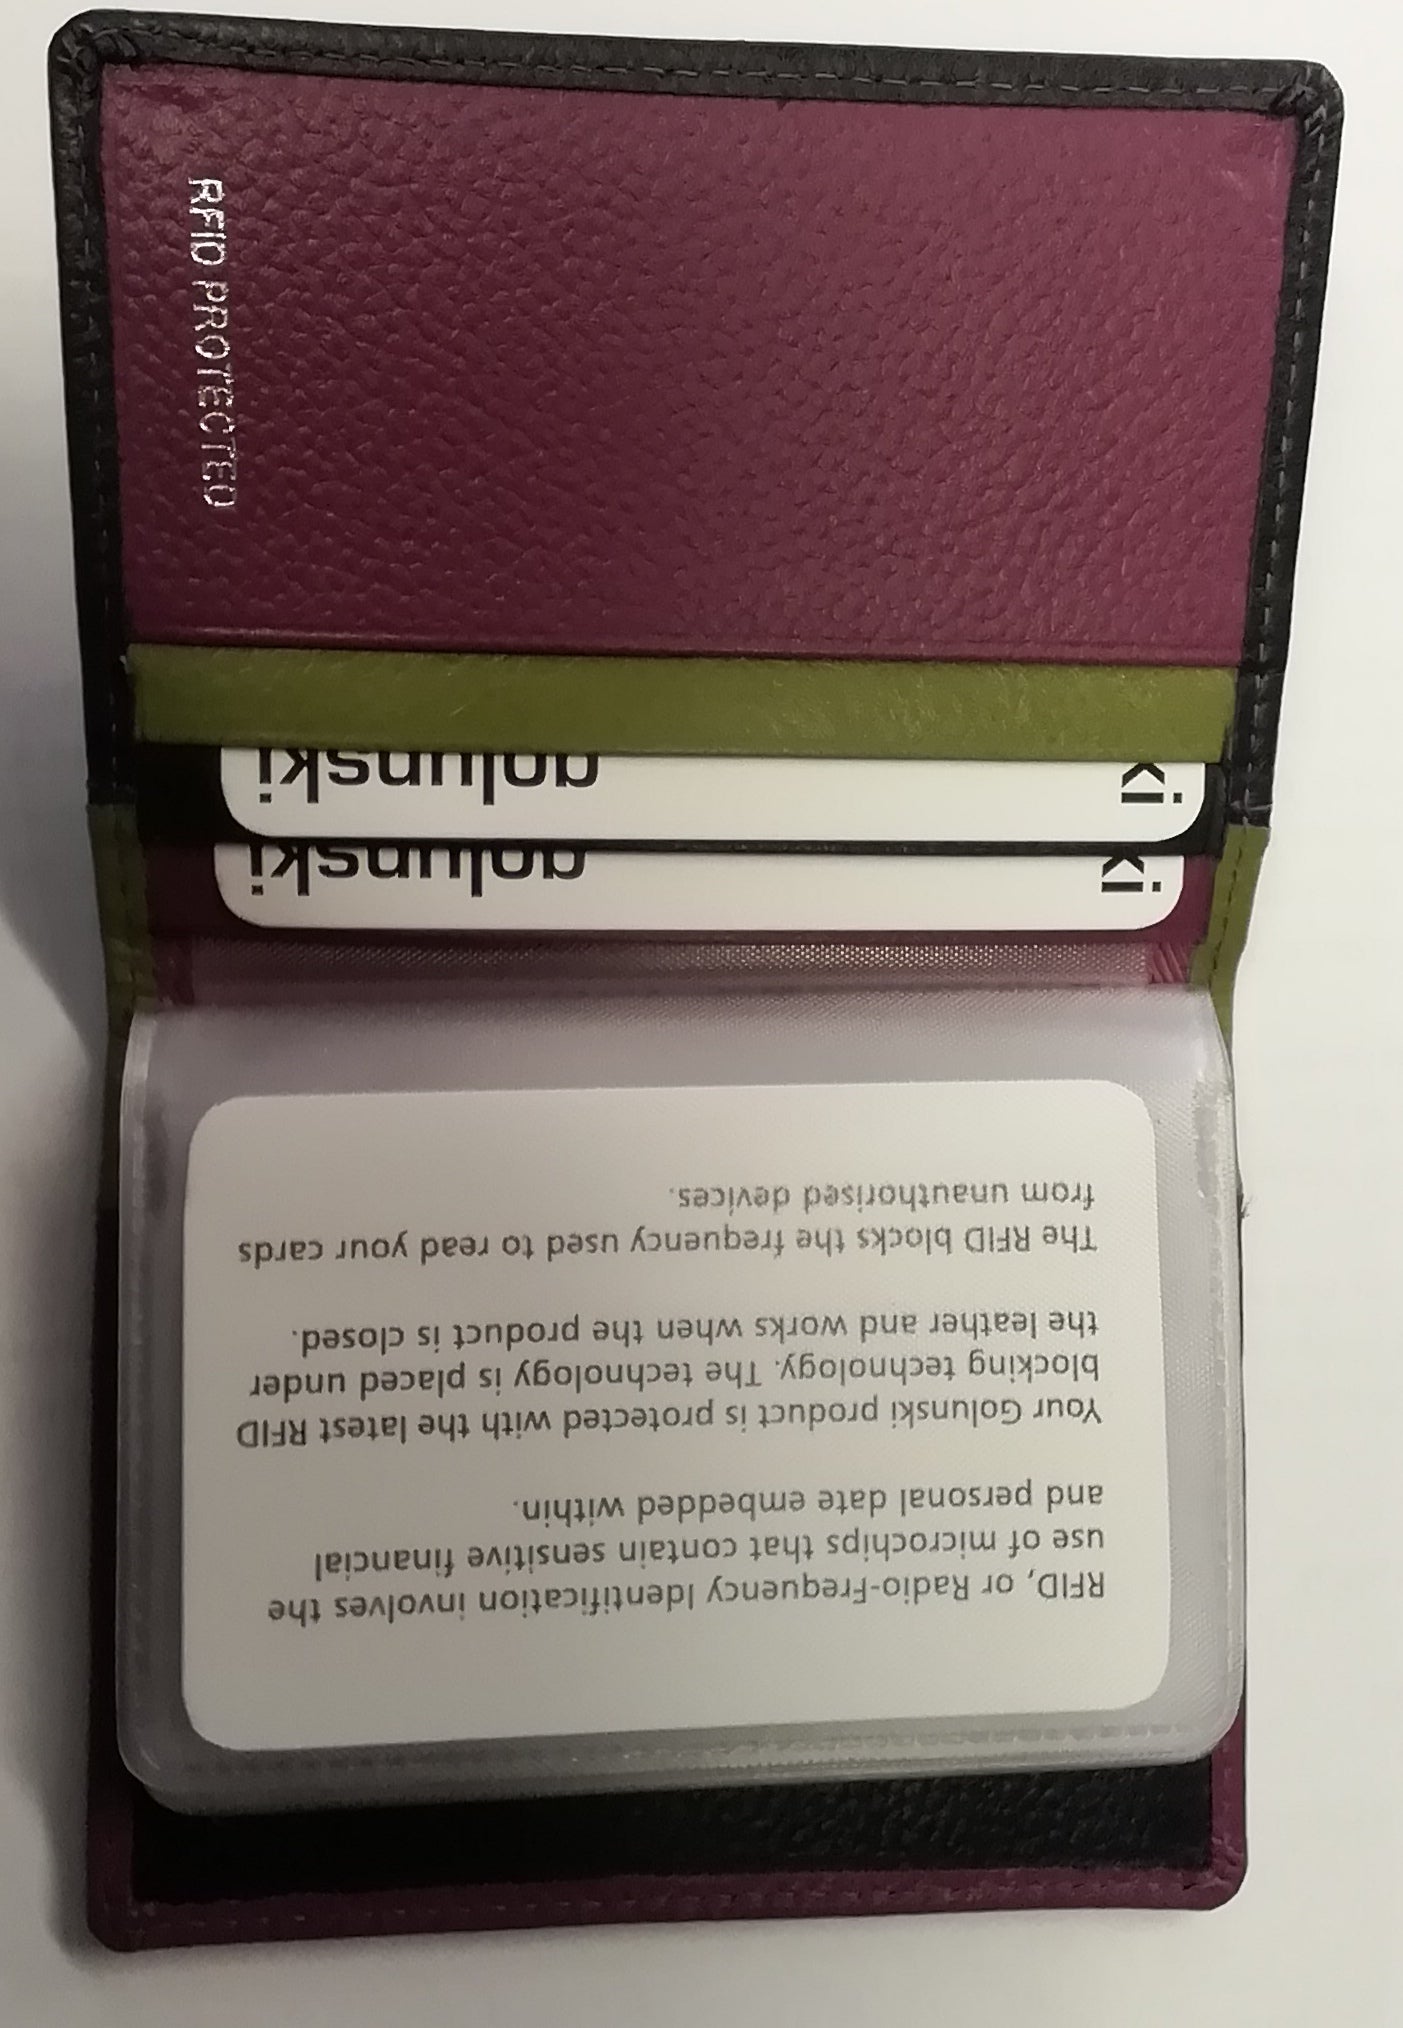 RFID, or Radio-Frequency Identification involves the
use of microchips that contain sensitive financial
and personal date embedded within.
Your Golunski product is protected with the latest RFID
blocking technology. The technology is placed under
the leather and works when the product is closed.
The RFID blocks the frequency used to read your cards
from unauthorised devices.
ki golunski
ki golunski
RFID PROTECTED